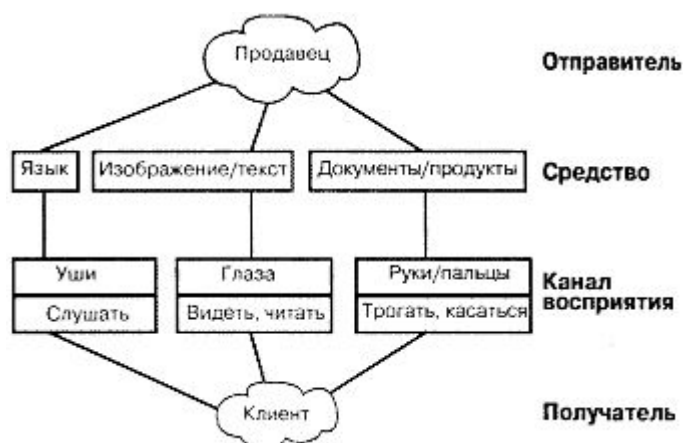 Продавец
Отправитель
Язык
Изображение/текст
Документы/продукты
Средство
Уши
Глаза
Руки/пальцы
Канал
восприятия
Слушать
Видеть, читать
Трогать, касаться
Клиент
Получатель